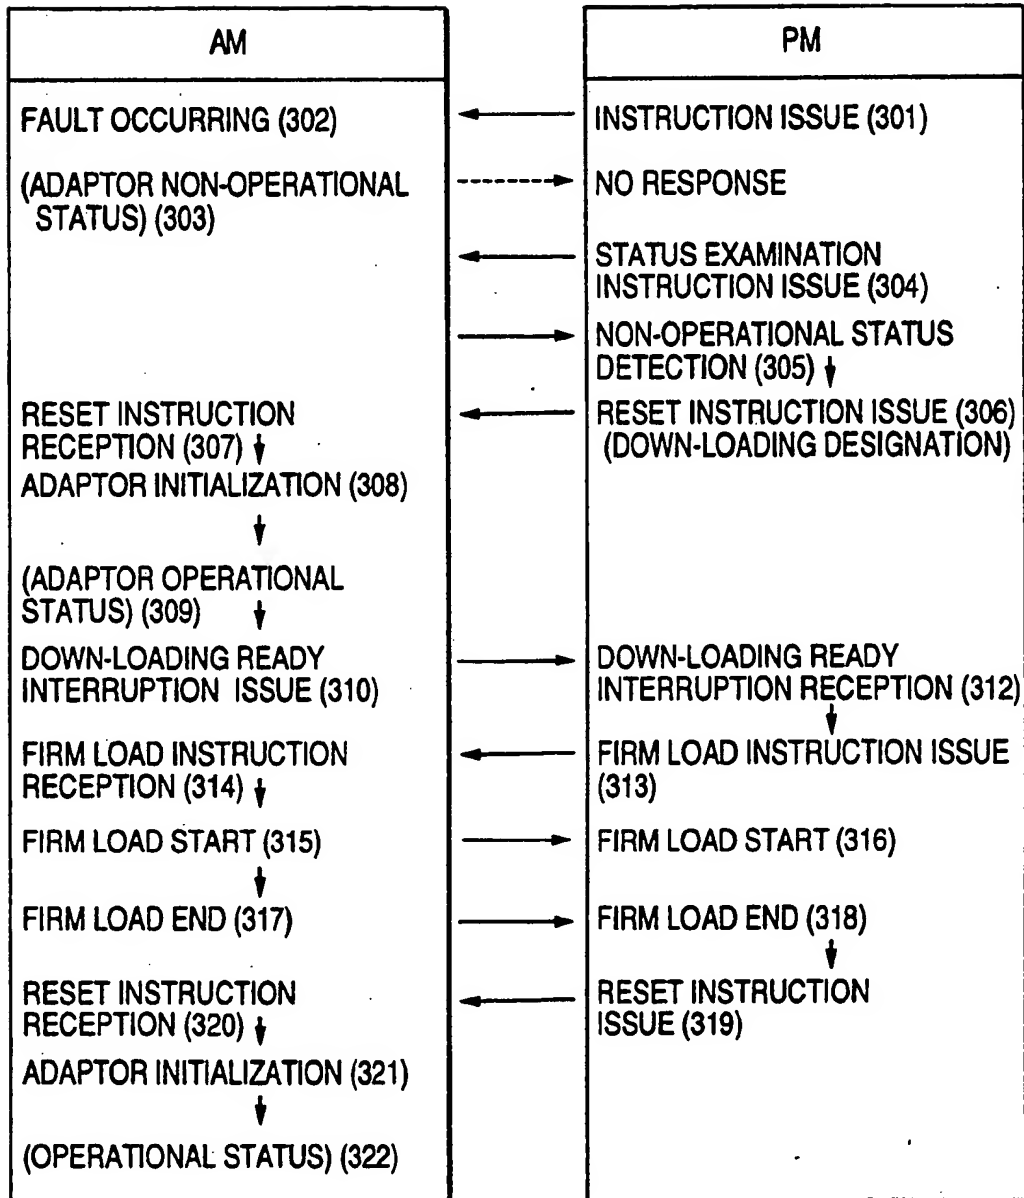 AM
FAULT OCCURRING (302)
(ADAPTOR NON-OPERATIONAL
STATUS) (303)
RESET INSTRUCTION
RECEPTION (307)
ADAPTOR INITIALIZATION (308)
(ADAPTOR OPERATIONAL
STATUS) (309)
DOWN-LOADING READY
INTERRUPTION ISSUE (310)
FIRM LOAD INSTRUCTION
RECEPTION (314)
FIRM LOAD START (315)
FIRM LOAD END (317)
RESET INSTRUCTION
RECEPTION (320)
ADAPTOR INITIALIZATION (321)
(OPERATIONAL STATUS) (322)
PM
INSTRUCTION ISSUE (301)
NO RESPONSE
STATUS EXAMINATION
INSTRUCTION ISSUE (304)
NON-OPERATIONAL STATUS
DETECTION (305)
RESET INSTRUCTION ISSUE (306)
(DOWN-LOADING DESIGNATION)
DOWN-LOADING READY
INTERRUPTION RECEPTION (312)
FIRM LOAD INSTRUCTION ISSUE
(313)
FIRM LOAD START (316)
FIRM LOAD END (318)
RESET INSTRUCTION
ISSUE (319)